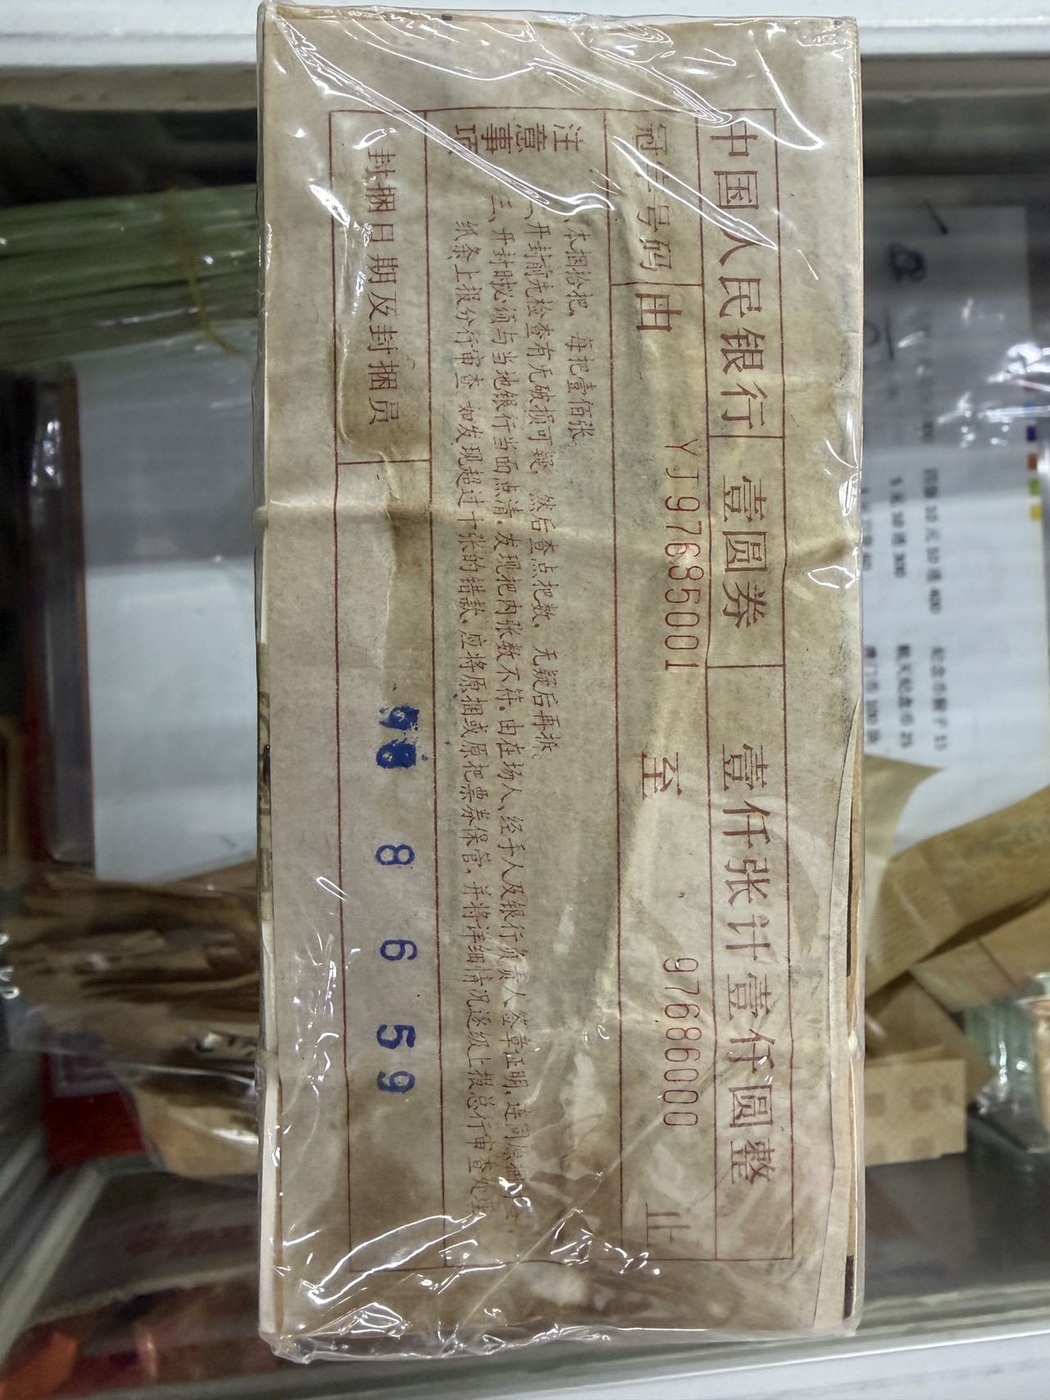 中国人民银行 壹圆券 壹仟张计壹仟圆整
冠字号码 由 YJ97685001 至 97686000 止
注意事项
一、本捆拾把，每把壹佰张
二、开封前先检查有无破损可疑，然后查点把数，无疑后再拆、
三、开封时必须与当地银行当面点清，发现把内张数不符，由在场人、经手人及银行负责人签章证明，连同
纸条上报分行审查 如发现超过十张的错款，应将原捆或原把票券保管，并将详细情况逐级上报总行审查处理
封捆日期及封捆员 8 6 59